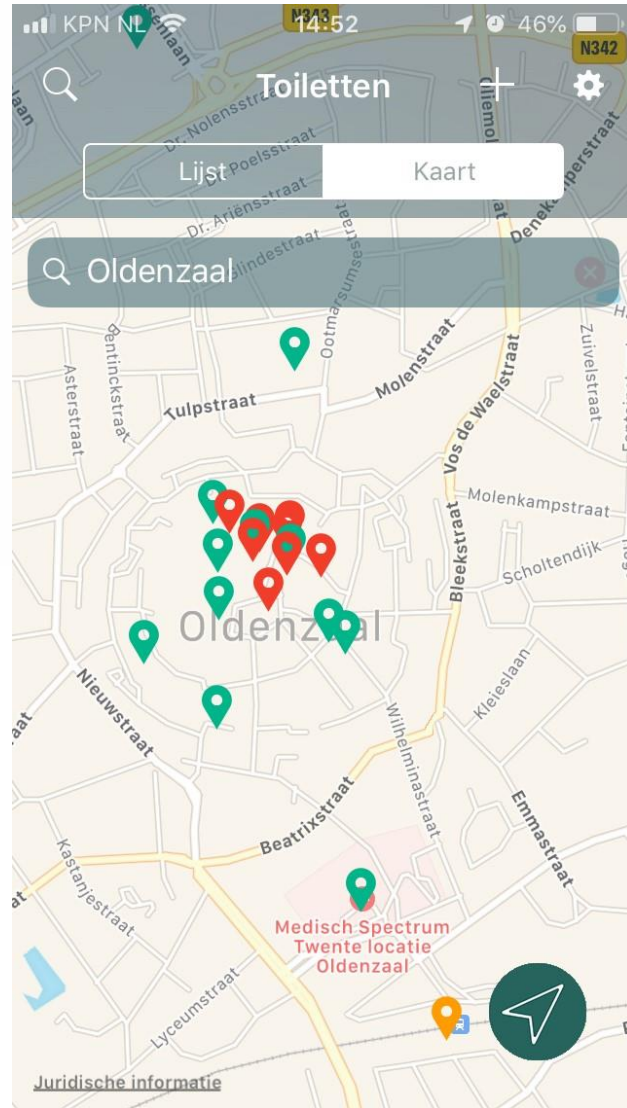 KPN NL
14:52
46%
N343
N342
Toiletten
Lijst
Kaart
Dr. Nolensstraat
Dr. Poelsstraat
Dr. Ariënsstraat
Oldenzaal
Ootmarsumsestraat
Molenstraat
Vos de Waelstraat
Zuivelstraat
Bentinckstraat
Asterstraat
Tulpstraat
Molenkampstraat
Bleekstraat
Scholtendijk
Oldenzaal
Kleieslaan
Nieuwstraat
Wilhelminastraat
Emmastraat
Beatrixstraat
Kastanjestraat
Medisch Spectrum
Twente locatie
Oldenzaal
Lyceumstraat
Juridische informatie